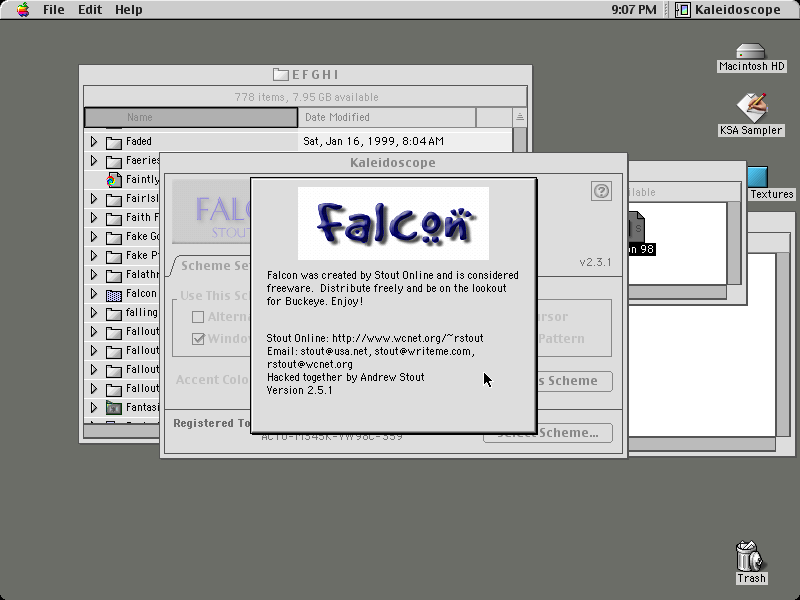 File Edit Help
9:07 PM
Kaleidoscope
Macintosh HD
KSA Sampler
Textures
Trash
E F G H I
778 items, 7.95 GB available
Name
Date Modified
Faded
Sat, Jan 16, 1999, 8:04 AM
Faeries
Faintly
Fairisl
Faith F
Fake Go
Fake P
Falathr
Falcon
falling
Fallout
Fallout
Fallout
Fallout
Fantasi
ilable
n 98
Kaleidoscope
FALC
STOUT
v2.3.1
Scheme Se
Use This Sc
Alterna
Windo
rsor
Pattern
Accent Colo
s Scheme
Registered To
Select Scheme...
Falcon
Falcon was created by Stout Online and is considered
freeware. Distribute freely and be on the lookout
for Buckeye. Enjoy!
Stout Online: http://www.wcnet.org/~rstout
Email: stout@usa.net, stout@writeme.com,
rstout@wcnet.org
Hacked together by Andrew Stout
Version 2.5.1